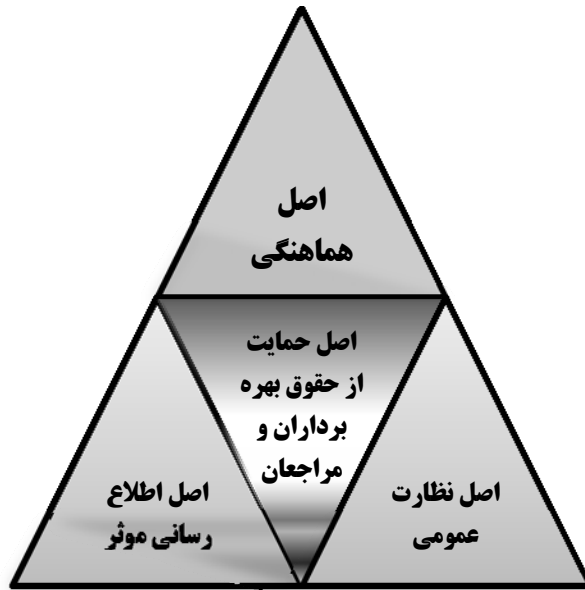 اصل
هماهنگی
اصل حمایت
از حقوق بهره
برداران و
مراجعان
اصل نظارت
عمومی
اصل اطلاع
رسانی موثر